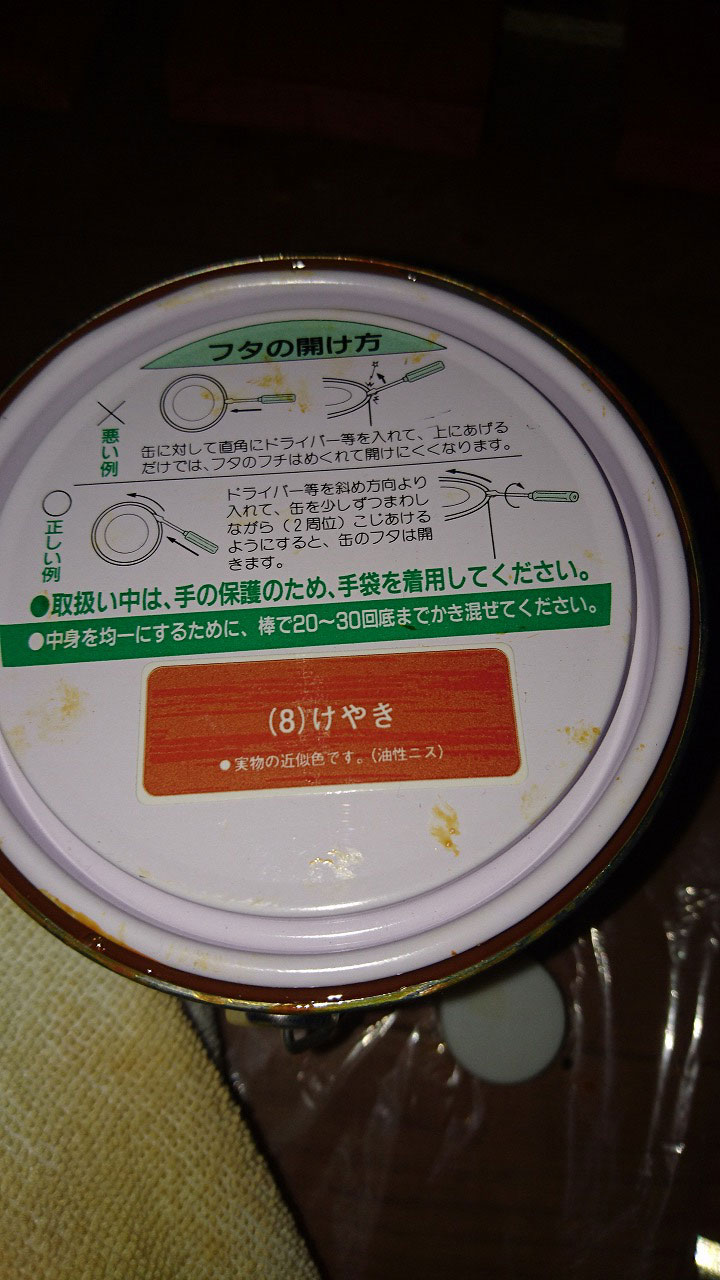 フタの開け方
悪い例
缶に対して直角にドライバー等を入れて、上にあげる
だけでは、フタのフチはめくれて開けにくくなります。
正しい例
ドライバー等を斜め方向より
入れて、缶を少しずつまわし
ながら(2周位)こじあける
ようにすると、缶のフタは開
きます。
●取扱い中は、手の保護のため、手袋を着用してください。
●中身を均一にするために、棒で20〜30回底までかき混ぜてください。
(8)けやき
●実物の近似色です。(油性ニス)